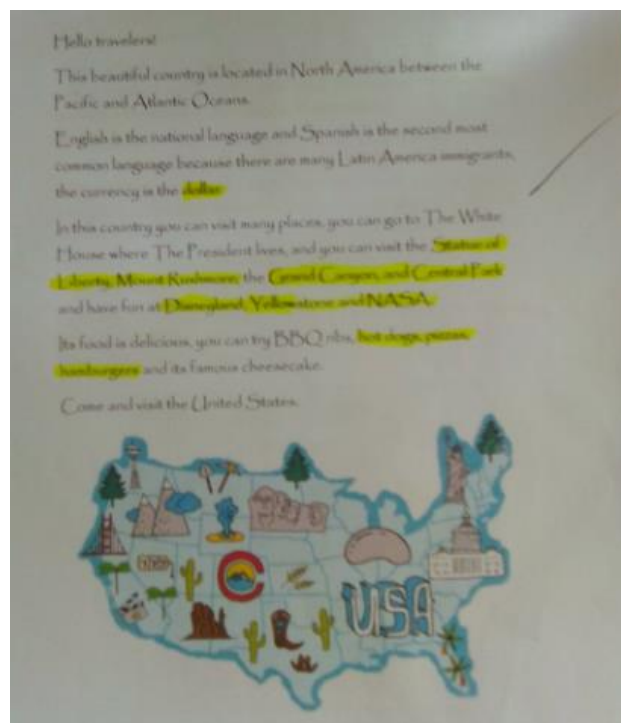 Hello travelers!
This beautiful country is located in North America between the
Pacific and Atlantic Oceans.
English is the national language and Spanish is the second most
common language because there are many Latin America immigrants,
the currency is the dollar.
In this country you can visit many places, you can go to The White
House where The President lives, and you can visit the Statue of
Liberty, Mount Rushmore, the Grand Canyon, and Central Park
and have fun at Disneyland, Yellowstone and NASA.
Its food is delicious, you can try BBQ ribs, hot dogs, pizzas,
hamburgers and its famous cheesecake.
Come and visit the United States.
C
USA